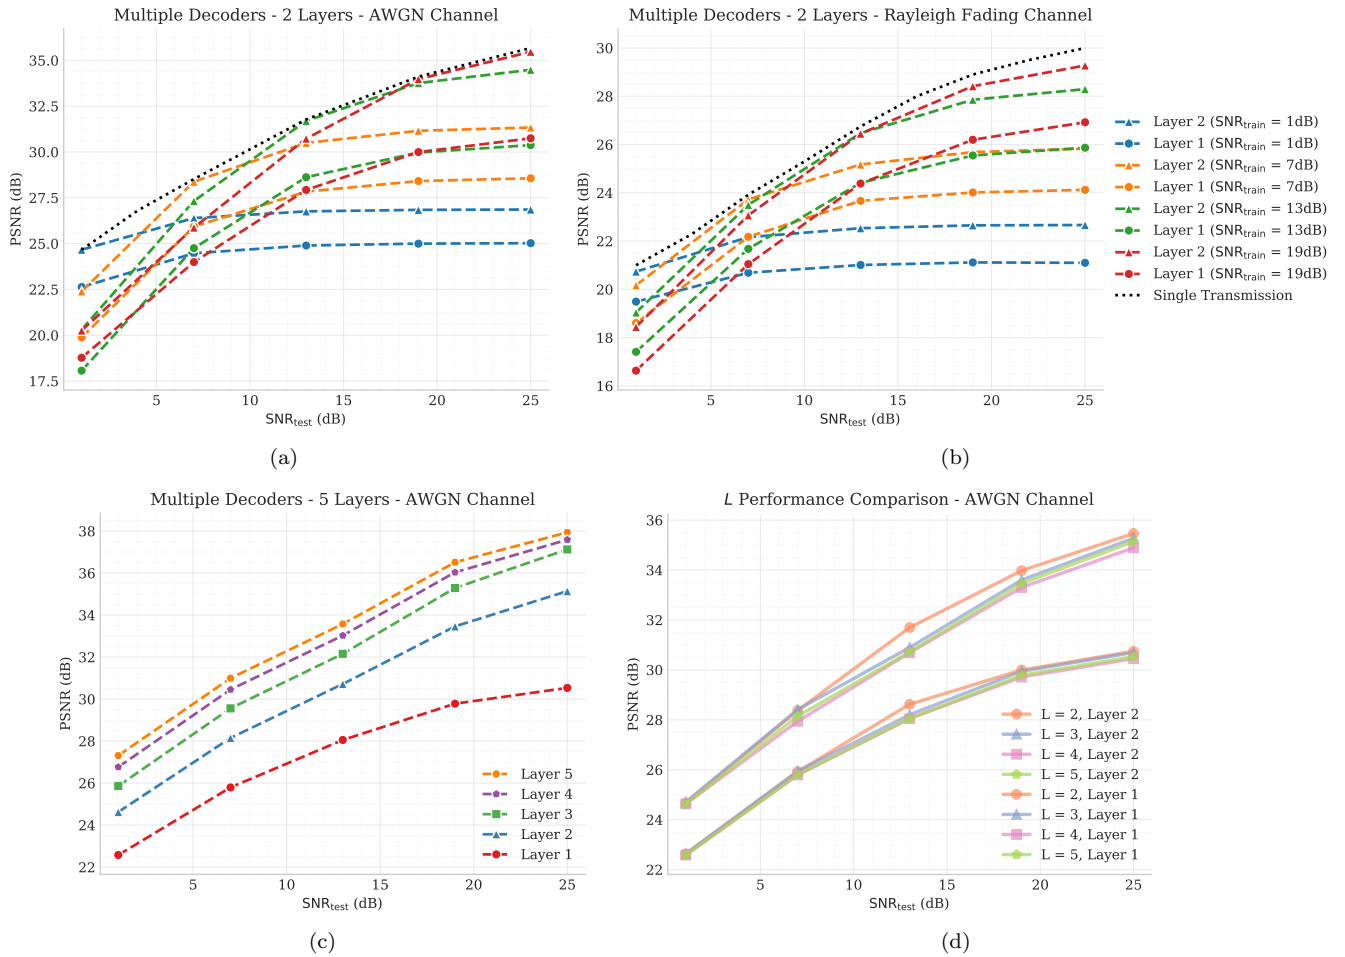 Multiple Decoders - 2 Layers - AWGN Channel
PSNR (dB)
35.0
32.5
30.0
27.5
25.0
22.5
20.0
17.5
5 10 15 20 25
SNRtest (dB)
(a)
Multiple Decoders - 2 Layers - Rayleigh Fading Channel
PSNR (dB)
30
28
26
24
22
20
18
16
5 10 15 20 25
SNRtest (dB)
(b)
Layer 2 (SNRtrain = 1dB)
Layer 1 (SNRtrain = 1dB)
Layer 2 (SNRtrain = 7dB)
Layer 1 (SNRtrain = 7dB)
Layer 2 (SNRtrain = 13dB)
Layer 1 (SNRtrain = 13dB)
Layer 2 (SNRtrain = 19dB)
Layer 1 (SNRtrain = 19dB)
Single Transmission
Multiple Decoders - 5 Layers - AWGN Channel
PSNR (dB)
38
36
34
32
30
28
26
24
22
Layer 5
Layer 4
Layer 3
Layer 2
Layer 1
5 10 15 20 25
SNRtest (dB)
(c)
L Performance Comparison - AWGN Channel
PSNR (dB)
36
34
32
30
28
26
24
22
L = 2, Layer 2
L = 3, Layer 2
L = 4, Layer 2
L = 5, Layer 2
L = 2, Layer 1
L = 3, Layer 1
L = 4, Layer 1
L = 5, Layer 1
5 10 15 20 25
SNRtest (dB)
(d)